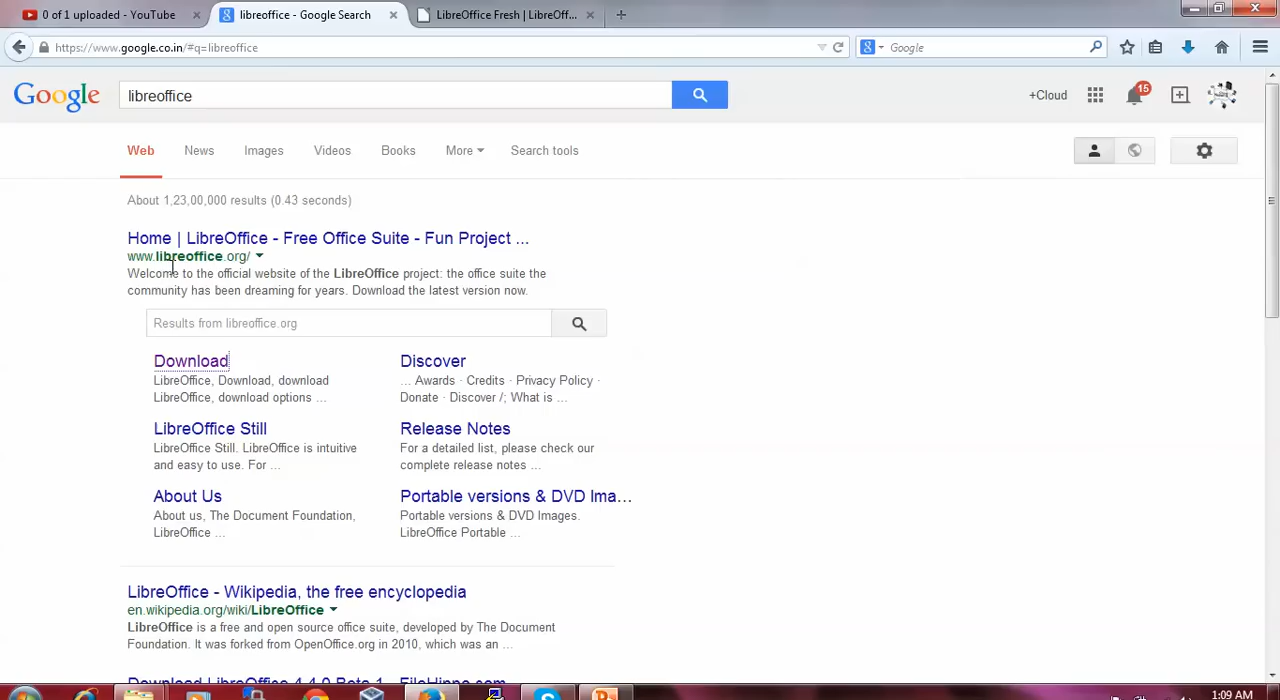 0 of 1 uploaded - YouTube
libreoffice - Google Search
LibreOffice Fresh | LibreOff...
https://www.google.co.in/#q=libreoffice
Google
Google
libreoffice
+Cloud
15
Web
News
Images
Videos
Books
More
Search tools
About 1,23,00,000 results (0.43 seconds)
Home | LibreOffice - Free Office Suite - Fun Project ...
www.libreoffice.org/
Welcome to the official website of the LibreOffice project: the office suite the
community has been dreaming for years. Download the latest version now.
Results from libreoffice.org
Download
LibreOffice, Download, download
LibreOffice, download options ...
Discover
... Awards · Credits · Privacy Policy ·
Donate · Discover /; What is ...
LibreOffice Still
LibreOffice Still. LibreOffice is intuitive
and easy to use. For ...
Release Notes
For a detailed list, please check our
complete release notes ...
About Us
About us, The Document Foundation,
LibreOffice ...
Portable versions & DVD Ima...
Portable versions & DVD Images.
LibreOffice Portable ...
LibreOffice - Wikipedia, the free encyclopedia
en.wikipedia.org/wiki/LibreOffice
LibreOffice is a free and open source office suite, developed by The Document
Foundation. It was forked from OpenOffice.org in 2010, which was an ...
Download LibreOffice 4.4.0 Beta 1 - FileHippo.com
1:09 AM